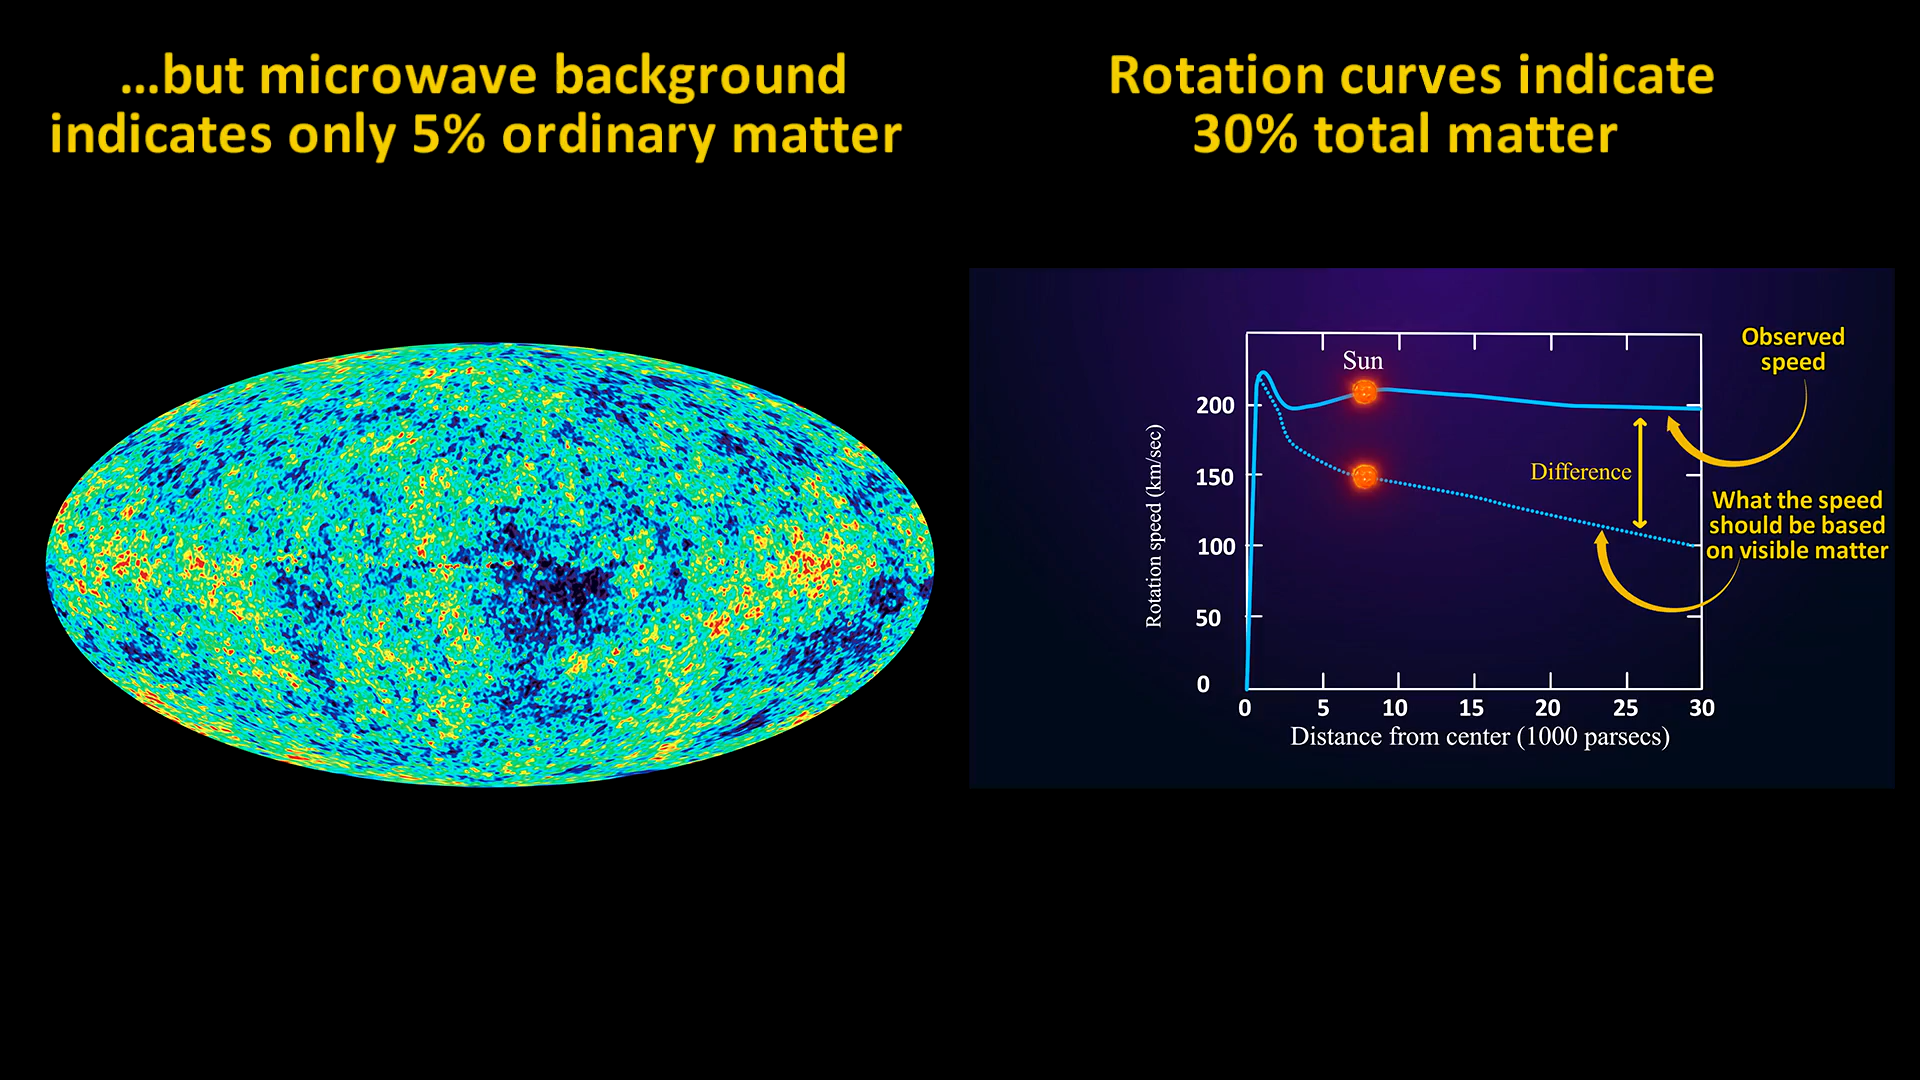 …but microwave background
indicates only 5% ordinary matter
Rotation curves indicate
30% total matter
Observed
speed
Sun
200
150
100
50
0
Rotation speed (km/sec)
Difference
What the speed
should be based
on visible matter
0 5 10 15 20 25 30
Distance from center (1000 parsecs)